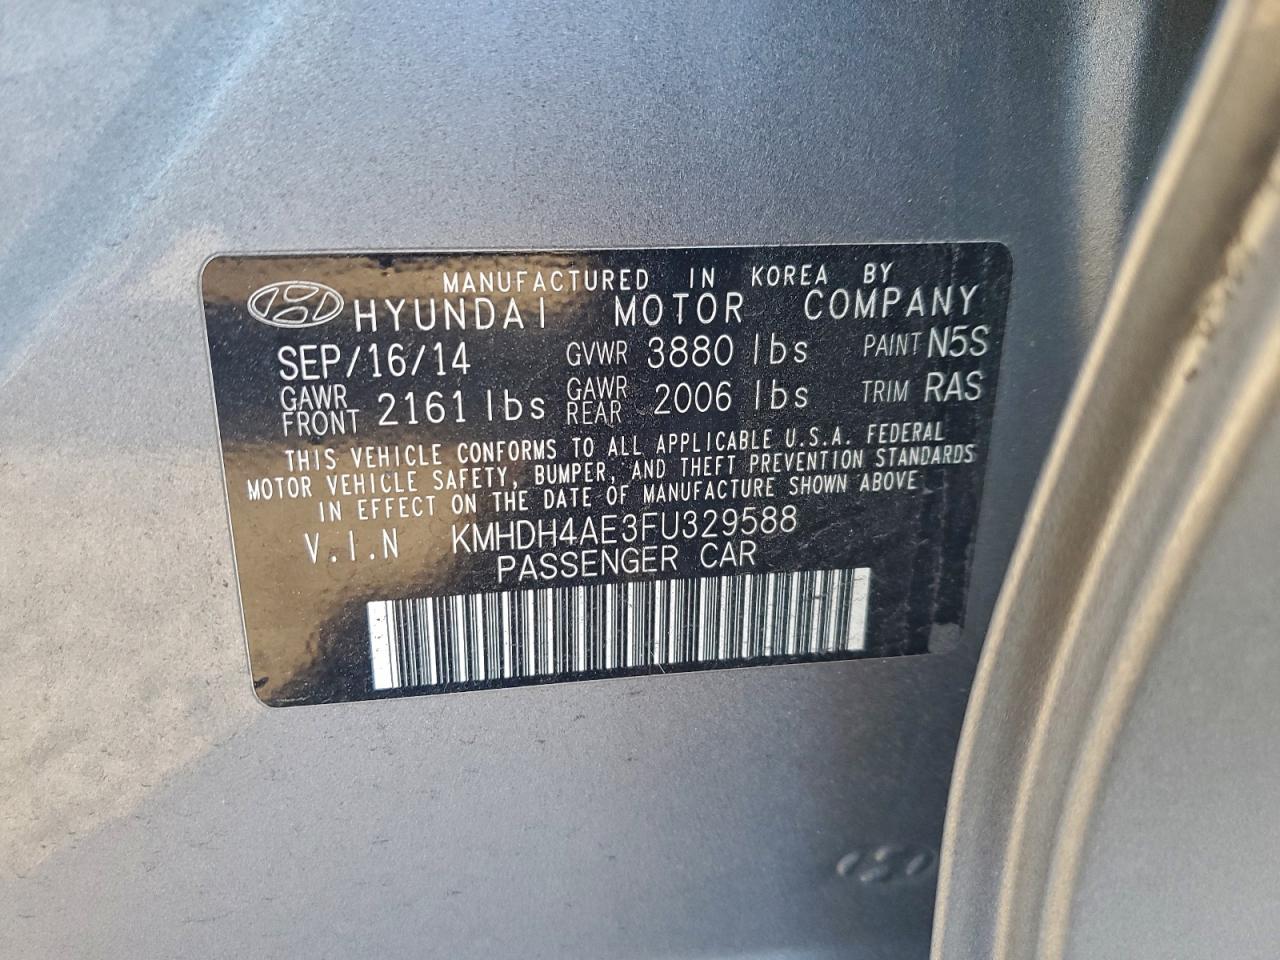 MANUFACTURED IN KOREA BY
HYUNDAI MOTOR COMPANY
SEP/16/14 GVWR 3880 lbs PAINT N5S
GAWR FRONT 2161 lbs GAWR REAR 2006 lbs TRIM RAS
THIS VEHICLE CONFORMS TO ALL APPLICABLE U.S.A. FEDERAL
MOTOR VEHICLE SAFETY, BUMPER, AND THEFT PREVENTION STANDARDS
IN EFFECT ON THE DATE OF MANUFACTURE SHOWN ABOVE
V.I.N KMHDH4AE3FU329588
PASSENGER CAR